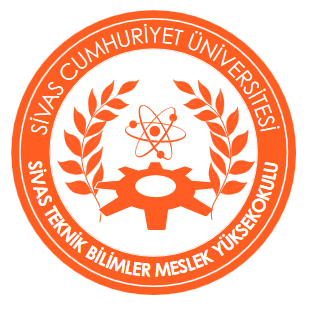 SİVAS CUMHURİYET ÜNİVERSİTESİ
SİVAS TEKNİK BİLİMLER MESLEK YÜKSEKOKULU